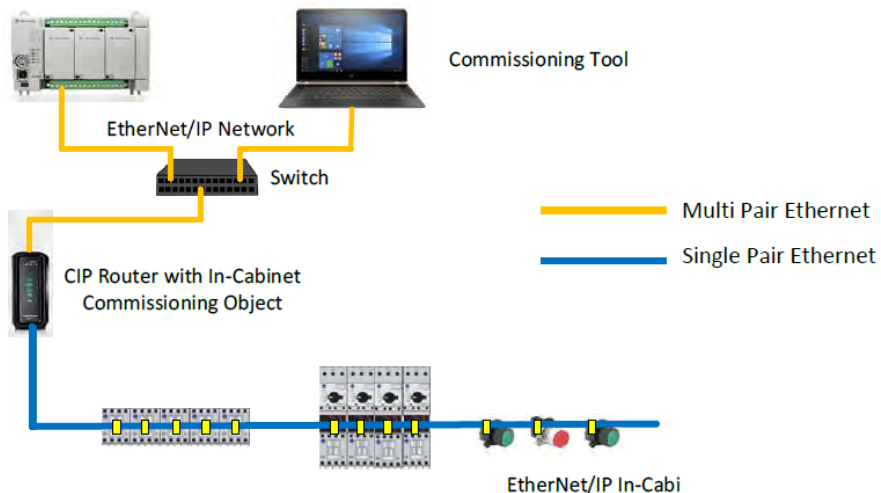 Commissioning Tool
EtherNet/IP Network
Switch
Multi Pair Ethernet
Single Pair Ethernet
CIP Router with In-Cabinet
Commissioning Object
EtherNet/IP In-Cabi